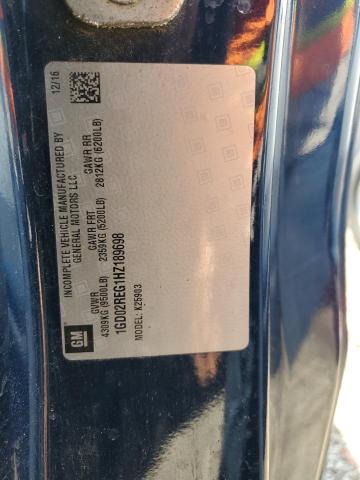 12/16
INCOMPLETE VEHICLE MANUFACTURED BY
GENERAL MOTORS LLC
GVWR
4309KG (9500LB)
GAWR FRT
2359KG (5200LB)
GAWR RR
2812KG (6200LB)
1GD02REG1HZ189698
MODEL: K25903
GM